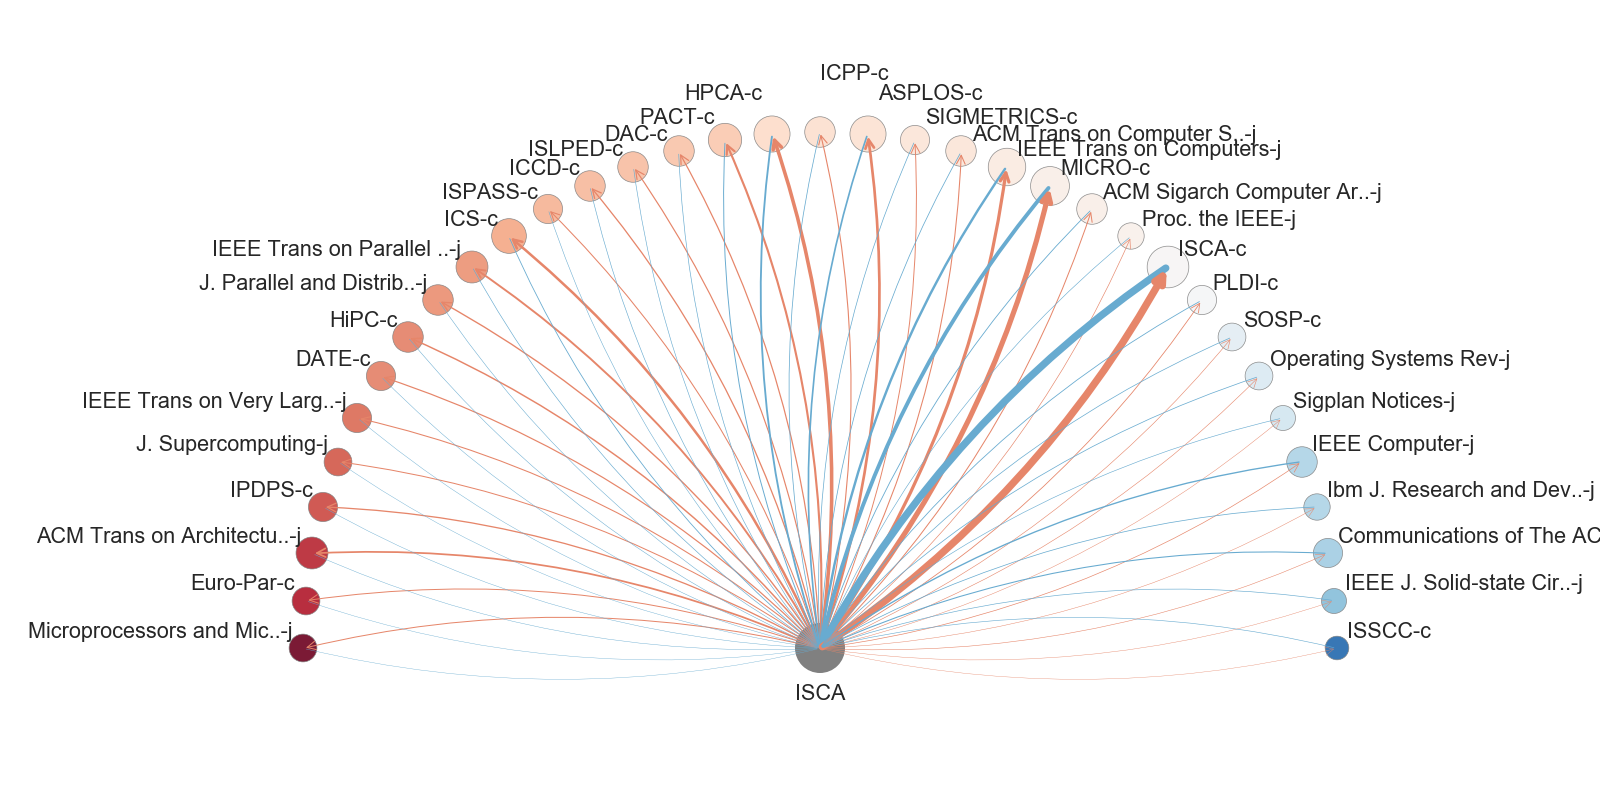 ICPP-c
HPCA-c
ASPLOS-c
PACT-c
SIGMETRICS-c
DAC-c
ACM Trans on Computer S..-j
ISLPED-c
IEEE Trans on Computers-j
ICCD-c
MICRO-c
ISPASS-c
ACM Sigarch Computer Ar..-j
ICS-c
Proc. the IEEE-j
IEEE Trans on Parallel ..-j
ISCA-c
J. Parallel and Distrib..-j
PLDI-c
HiPC-c
SOSP-c
DATE-c
Operating Systems Rev-j
IEEE Trans on Very Larg..-j
Sigplan Notices-j
J. Supercomputing-j
IEEE Computer-j
IPDPS-c
Ibm J. Research and Dev..-j
ACM Trans on Architectu..-j
Communications of The AC
Euro-Par-c
IEEE J. Solid-state Cir..-j
Microprocessors and Mic..-j
ISSCC-c
ISCA